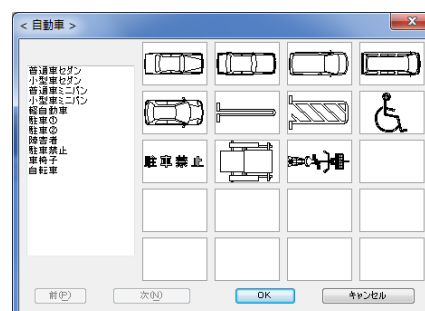 < 自動車 >
普通車セダン
小型車セダン
普通車ミニバン
小型車ミニバン
軽自動車
駐車①
駐車②
障害者
駐車禁止
車椅子
自転車
駐車禁止
前(P)
次(N)
OK
キャンセル